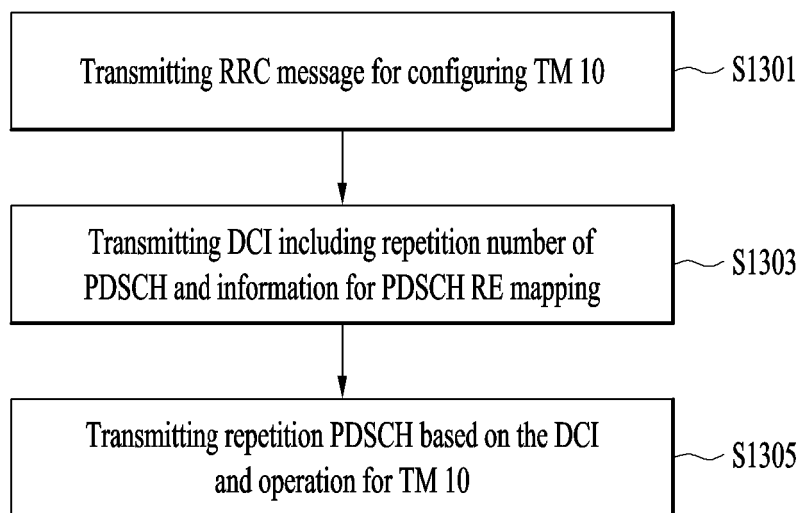 Transmitting RRC message for configuring TM 10
S1301
Transmitting DCI including repetition number of
PDSCH and information for PDSCH RE mapping
S1303
Transmitting repetition PDSCH based on the DCI
and operation for TM 10
S1305